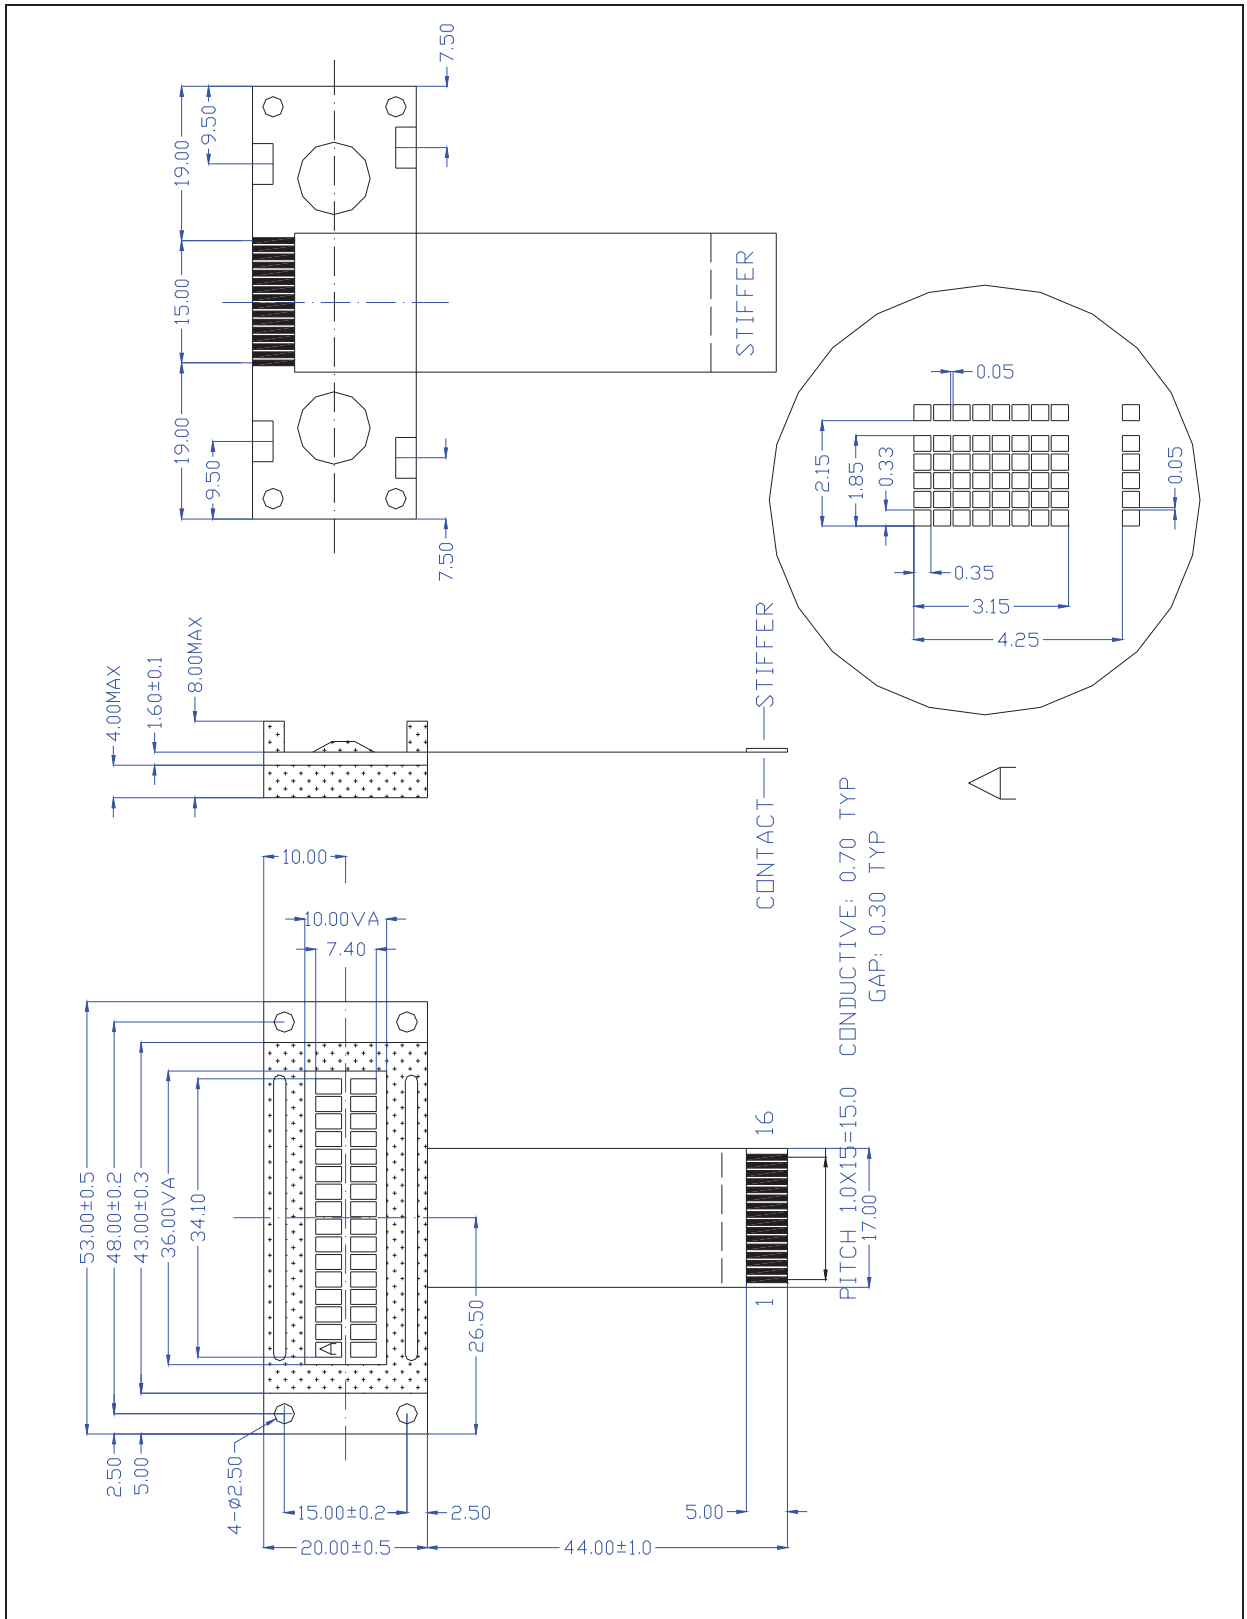 7.50
9.50
19.00
15.00
19.00
9.50
7.50
STIFFER
0.05
2.15
1.85
0.33
0.05
0.35
3.15
4.25
4.00MAX
1.60±0.1
8.00MAX
STIFFER
CONTACT
A
10.00
10.00VA
7.40
53.00±0.5
48.00±0.2
43.00±0.3
36.00VA
34.10
A
26.50
2.50
5.00
4-ø2.50
15.00±0.2
2.50
20.00±0.5
44.00±1.0
5.00
1
16
PITCH 1.0X15=15.0 CONDUCTIVE: 0.70 TYP
GAP: 0.30 TYP
17.00